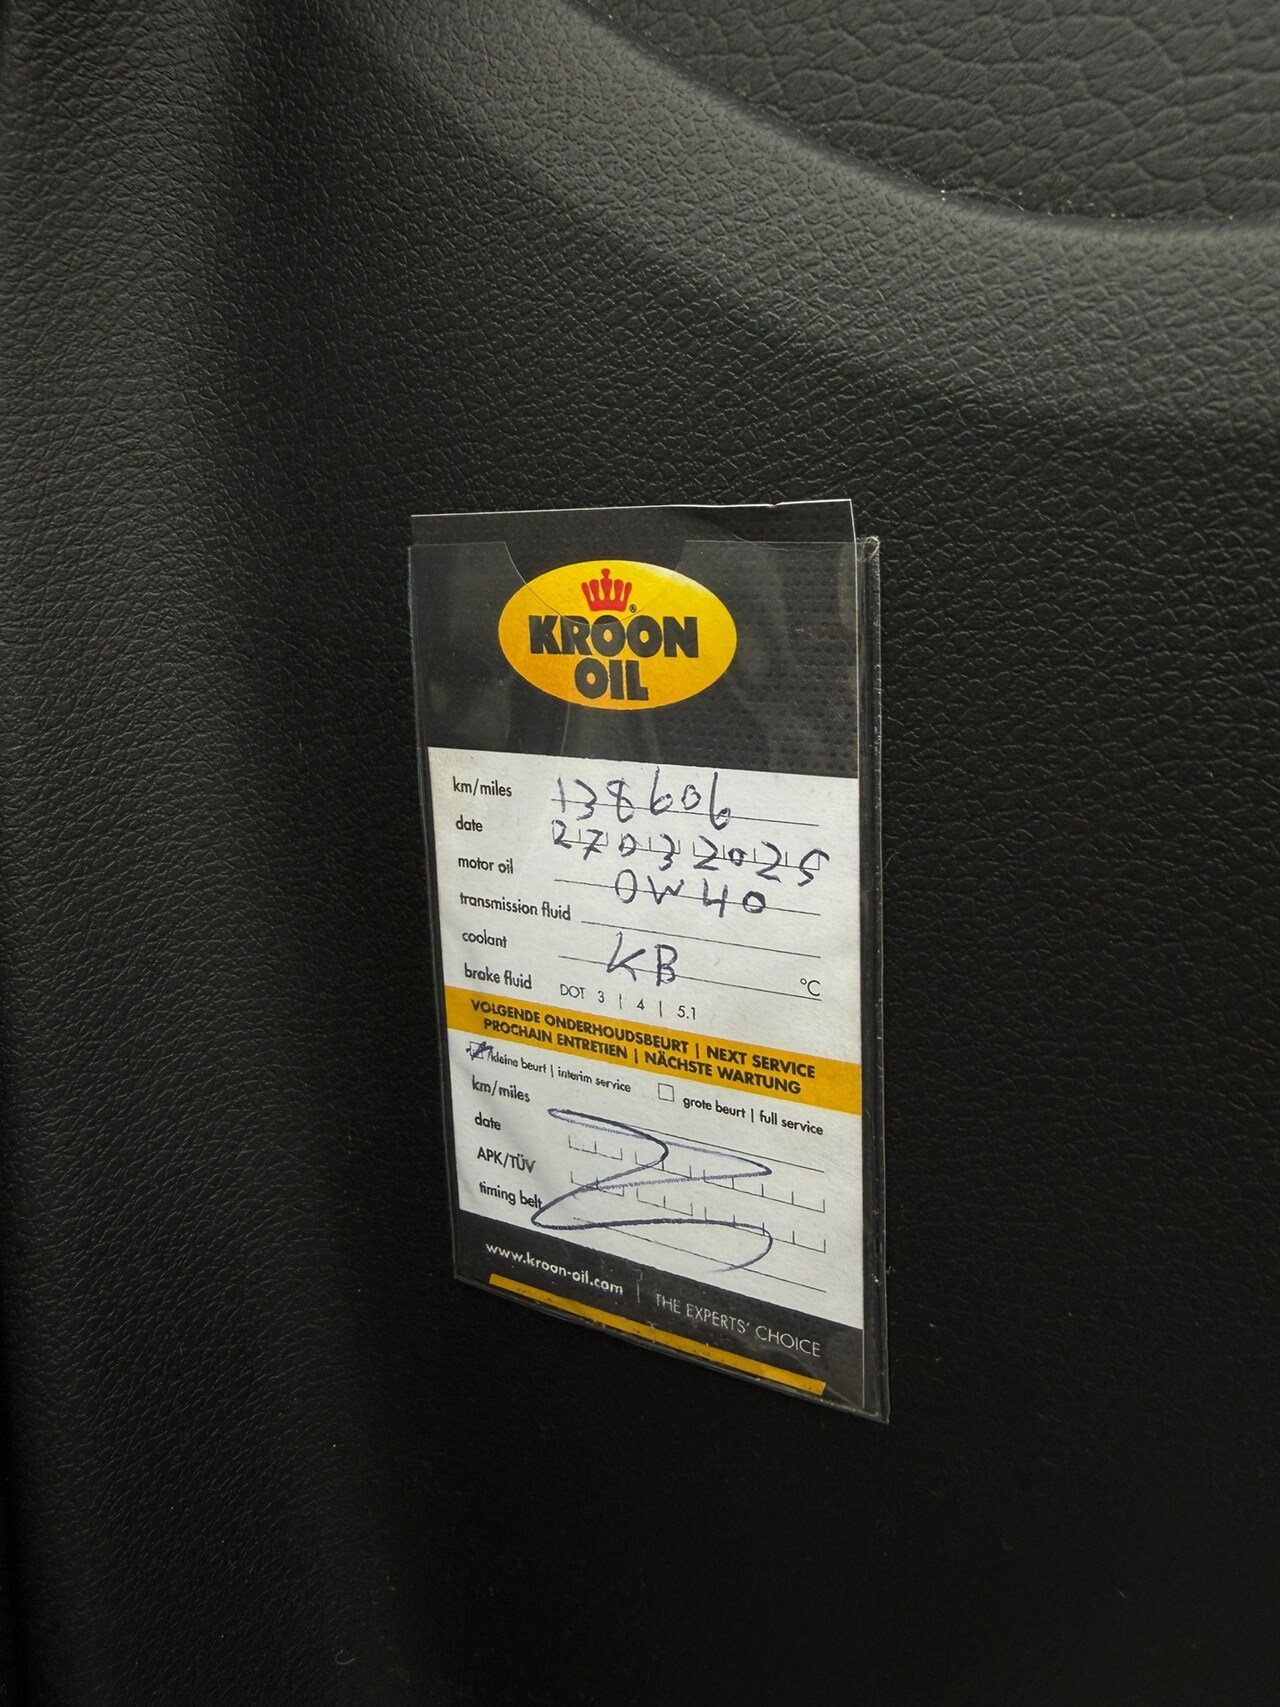 KROON®
OIL
km/miles 138606
date 27032025
motor oil 0W40
transmission fluid
coolant KB °C
brake fluid DOT 3 | 4 | 5.1
VOLGENDE ONDERHOUDSBEURT | NEXT SERVICE
PROCHAIN ENTRETIEN | NÄCHSTE WARTUNG
kleine beurt | interim service grote beurt | full service
km/miles
date
APK/TÜV
timing belt
www.kroon-oil.com | THE EXPERTS' CHOICE